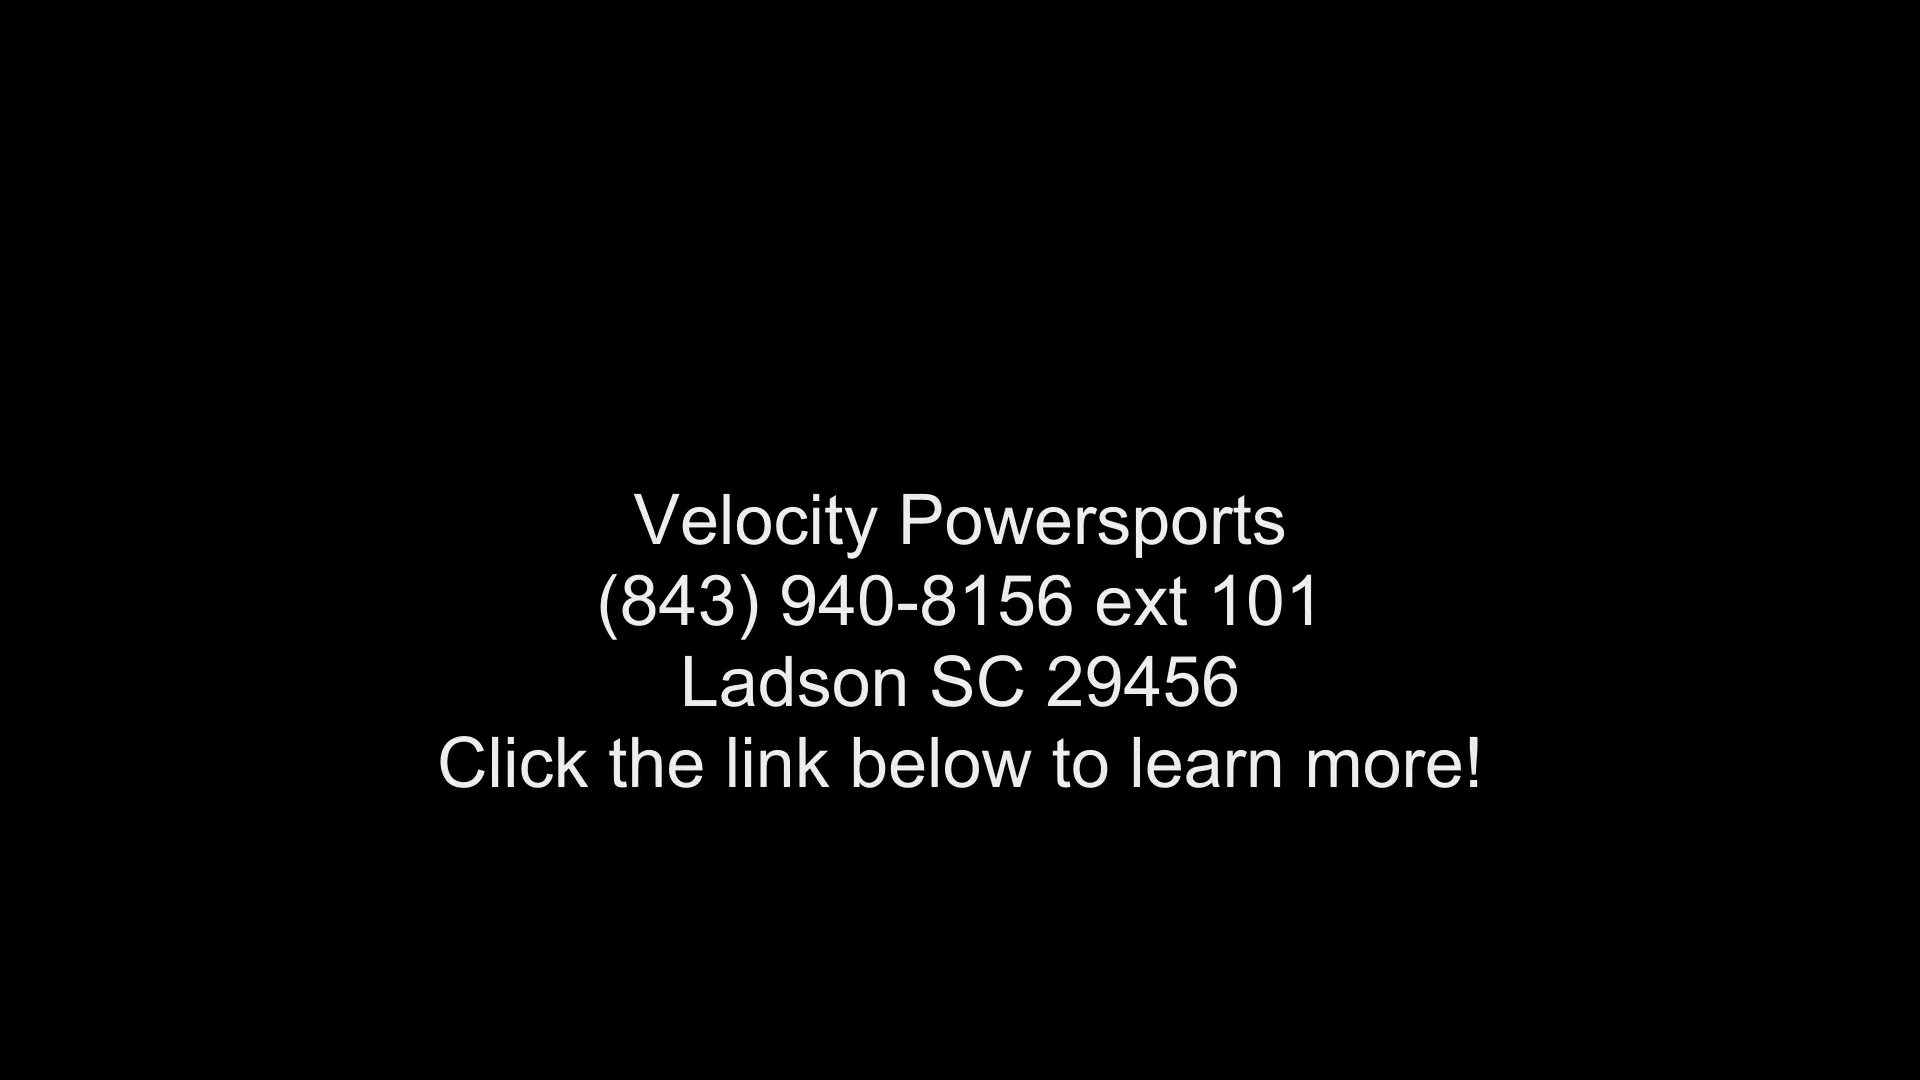 Velocity Powersports
(843) 940-8156 ext 101
Ladson SC 29456
Click the link below to learn more!